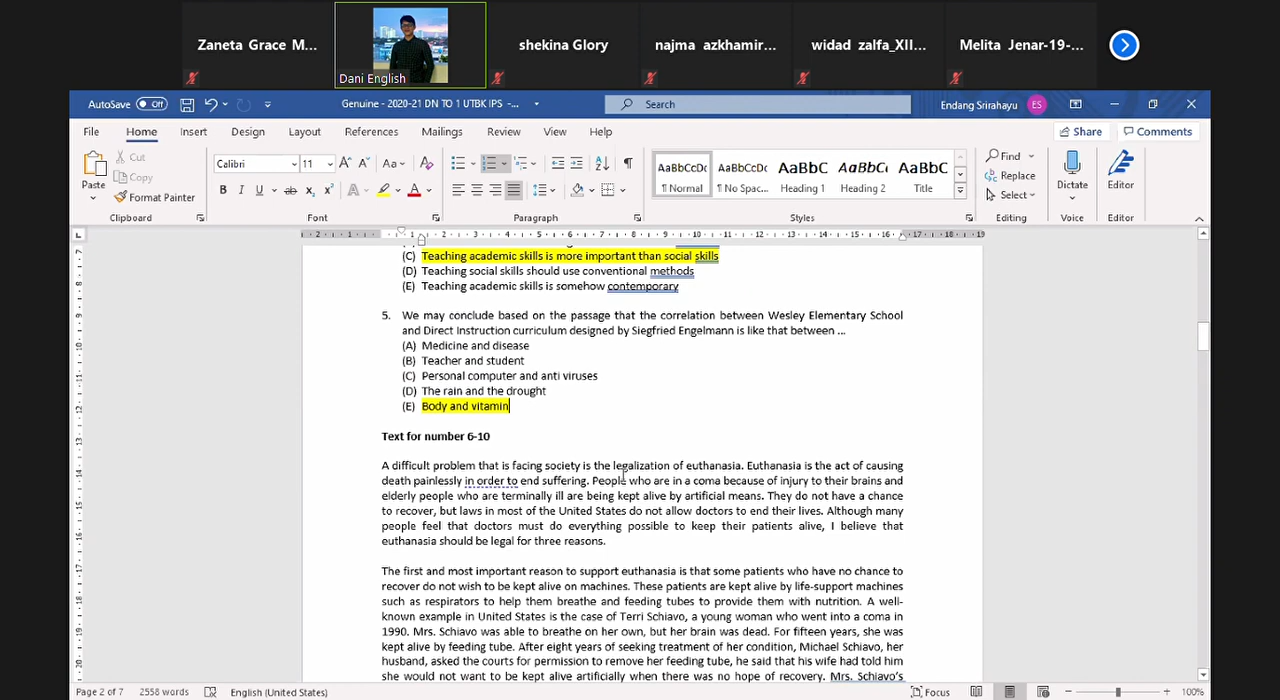 Zaneta Grace M...
Dani English
shekina Glory
najma azkhamir...
widad zalfa_XII...
Melita Jenar-19-...
AutoSave Off
Genuine - 2020-21 DN TO 1 UTBK IPS -...
Search
Endang Srirahayu ES
File Home Insert Design Layout References Mailings Review View Help
Share Comments
Paste
Cut
Copy
Format Painter
Calibri 11
AaBbCcDc AaBbCcDc AaBbC AaBbCc AaBbC
¶ Normal ¶ No Spac... Heading 1 Heading 2 Title
Find
Replace
Select
Dictate
Editor
Clipboard Font Paragraph Styles Editing Voice Editor
(C) Teaching academic skills is more important than social skills
(D) Teaching social skills should use conventional methods
(E) Teaching academic skills is somehow contemporary
5. We may conclude based on the passage that the correlation between Wesley Elementary School
and Direct Instruction curriculum designed by Siegfried Engelmann is like that between ...
(A) Medicine and disease
(B) Teacher and student
(C) Personal computer and anti viruses
(D) The rain and the drought
(E) Body and vitamin
Text for number 6-10
A difficult problem that is facing society is the legalization of euthanasia. Euthanasia is the act of causing
death painlessly in order to end suffering. People who are in a coma because of injury to their brains and
elderly people who are terminally ill are being kept alive by artificial means. They do not have a chance
to recover, but laws in most of the United States do not allow doctors to end their lives. Although many
people feel that doctors must do everything possible to keep their patients alive, I believe that
euthanasia should be legal for three reasons.
The first and most important reason to support euthanasia is that some patients who have no chance to
recover do not wish to be kept alive on machines. These patients are kept alive by life-support machines
such as respirators to help them breathe and feeding tubes to provide them with nutrition. A well-
known example in United States is the case of Terri Schiavo, a young woman who went into a coma in
1990. Mrs. Schiavo was able to breathe on her own, but her brain was dead. For fifteen years, she was
kept alive by feeding tube. After eight years of seeking treatment of her condition, Michael Schiavo, her
husband, asked the courts for permission to remove her feeding tube, he said that his wife had told him
she would not want to be kept alive artificially when there was no hope of recovery. Mrs. Schiavo's
Page 2 of 7 2558 words English (United States) Focus 100%